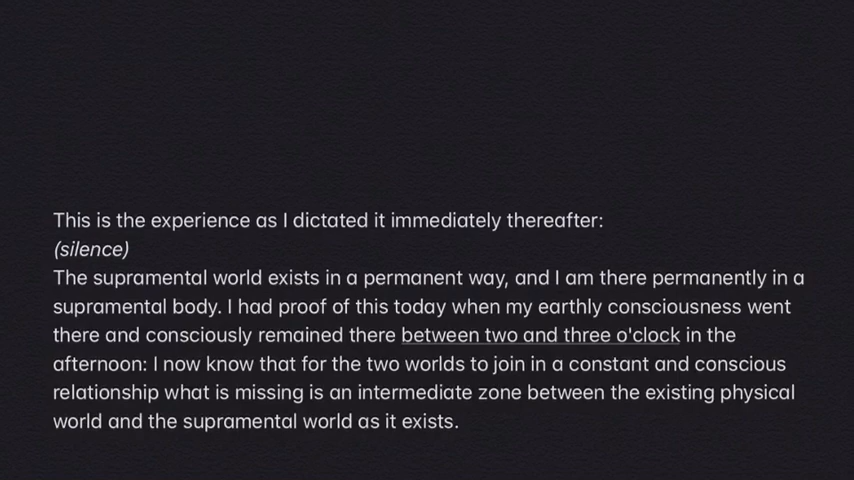 This is the experience as I dictated it immediately thereafter:
(silence)
The supramental world exists in a permanent way, and I am there permanently in a
supramental body. I had proof of this today when my earthly consciousness went
there and consciously remained there between two and three o'clock in the
afternoon: I now know that for the two worlds to join in a constant and conscious
relationship what is missing is an intermediate zone between the existing physical
world and the supramental world as it exists.